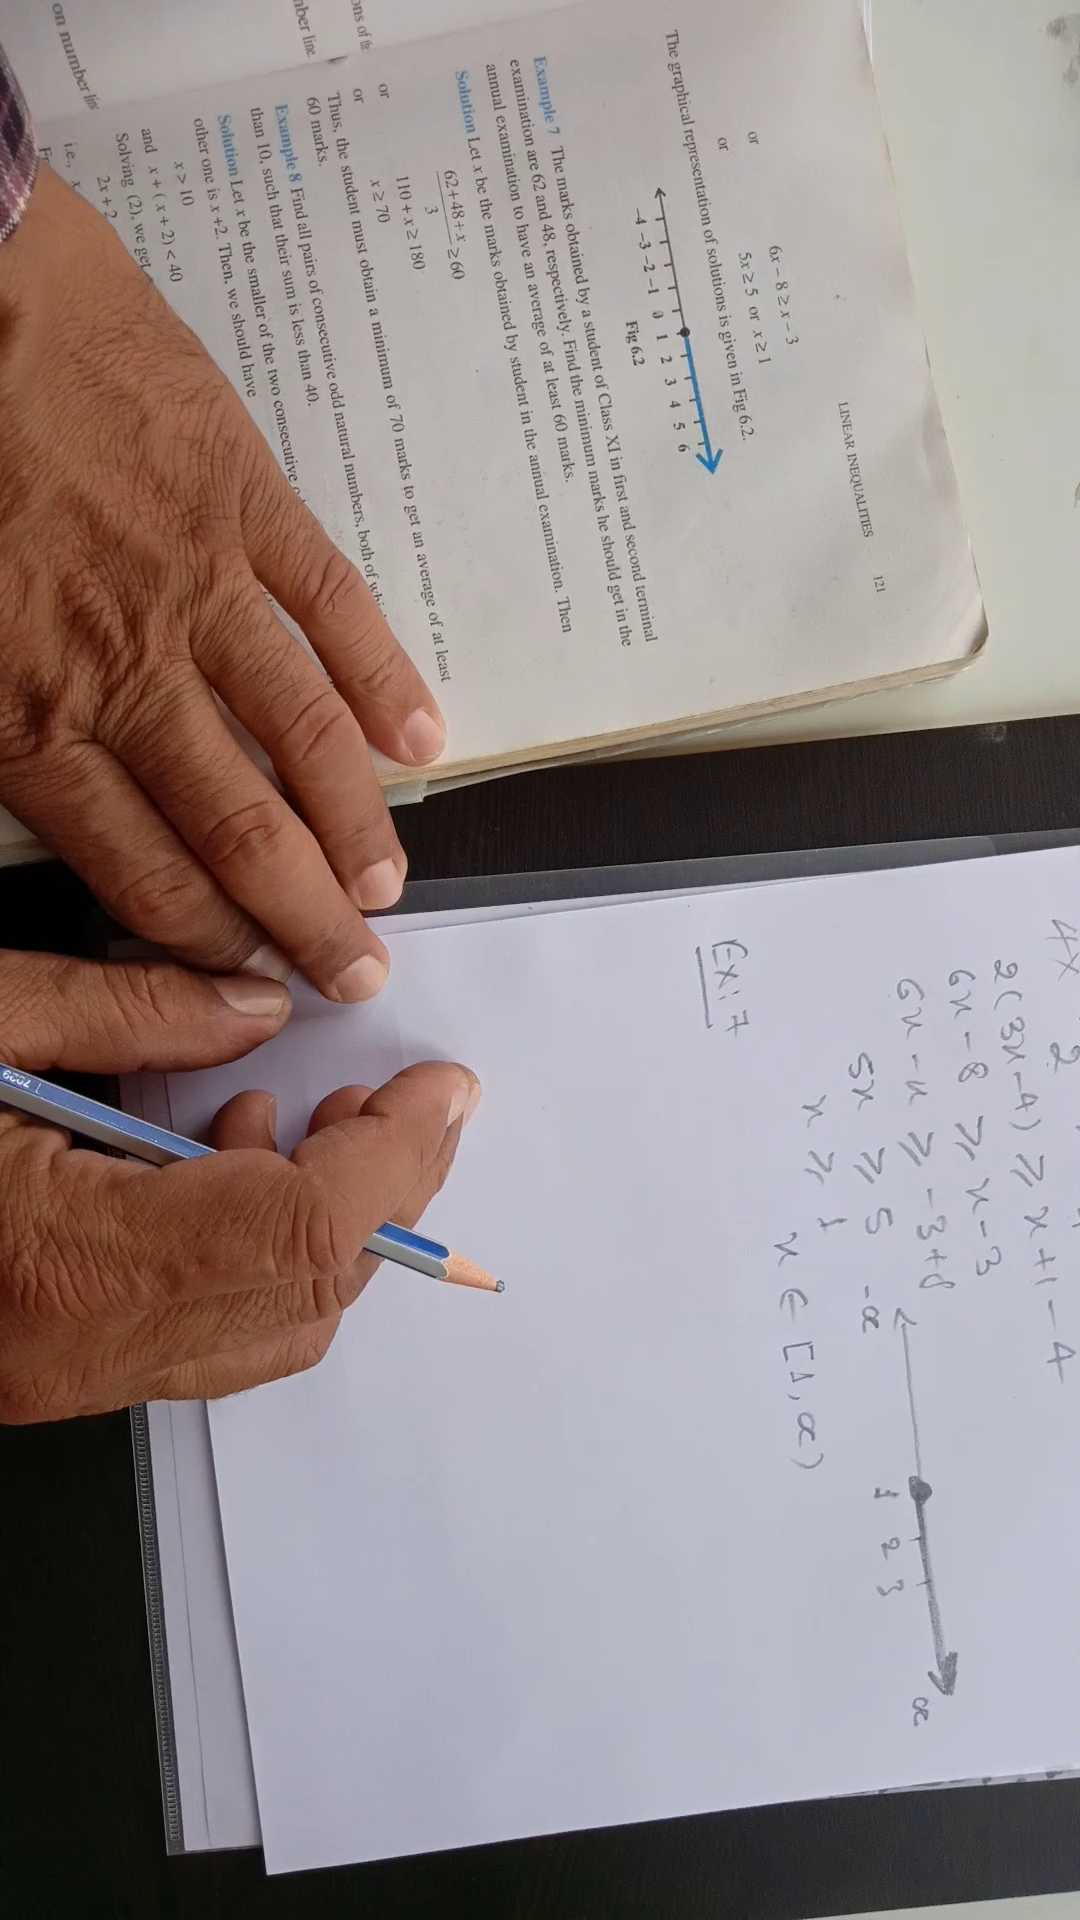 LINEAR INEQUALITIES 121
6x – 8 ≥ x – 3
or
5x ≥ 5 or x ≥ 1
or
The graphical representation of solutions is given in Fig 6.2.
-4 -3 -2 -1 0 1 2 3 4 5 6
Fig 6.2
Example 7 The marks obtained by a student of Class XI in first and second terminal
examination are 62 and 48, respectively. Find the minimum marks he should get in the
annual examination to have an average of at least 60 marks.
Solution Let x be the marks obtained by student in the annual examination. Then
62+48+x
3
≥ 60
or 110 + x ≥ 180
or x ≥ 70
Thus, the student must obtain a minimum of 70 marks to get an average of at least
60 marks.
Example 8 Find all pairs of consecutive odd natural numbers, both of
than 10, such that their sum is less than 40.
Solution Let x be the smaller of the two consecutive
other one is x+2. Then, we should have
x > 10
and x + ( x + 2) < 40
Solving (2), we get
2x + 2
i.e., x
ons of
number line.
on number
2(3x-4) ≥ x+1-4
6x-8 ≥ x-3
6x-x ≥ -3+8
5x ≥ 5
x ≥ 1
-∝
1 2 3
∝
x ∈ [1, ∝)
Ex: 7
7029